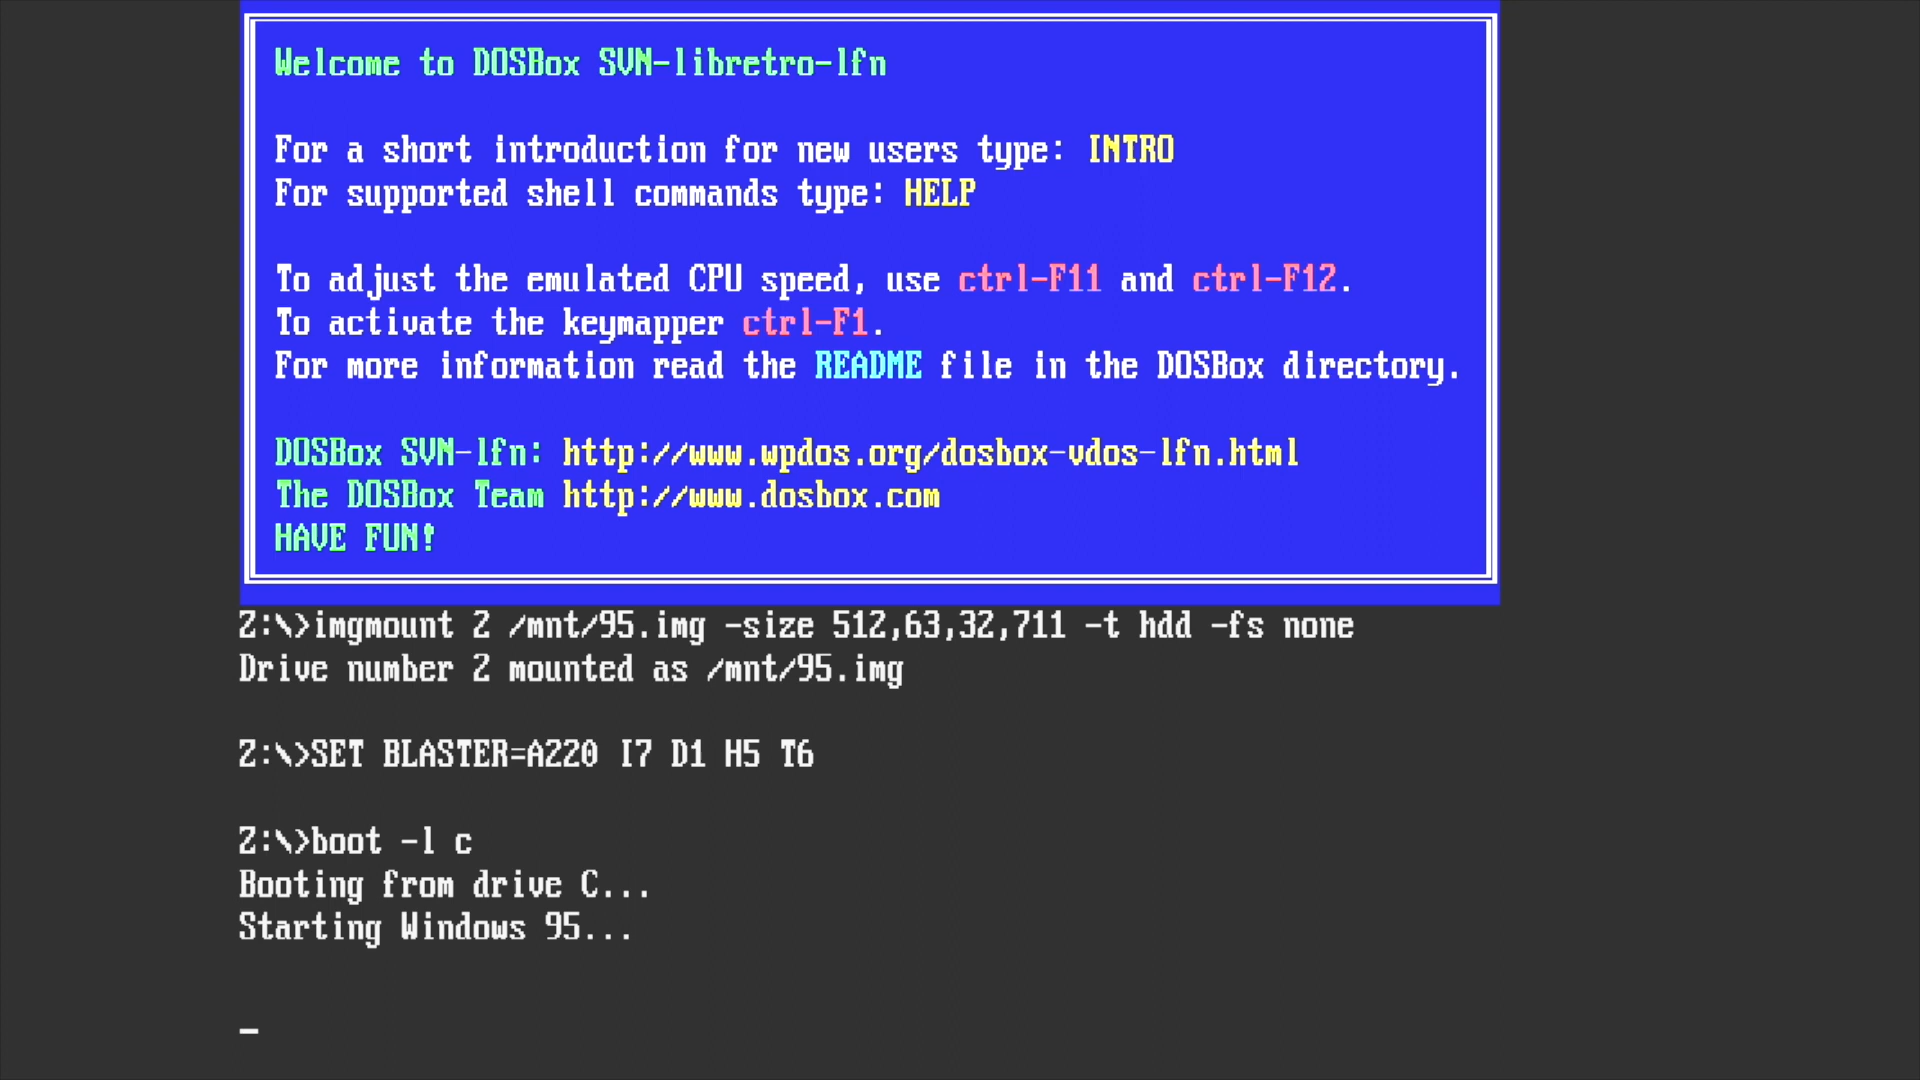 Welcome to DOSBox SVN-libretro-lfn
For a short introduction for new users type: INTRO
For supported shell commands type: HELP
To adjust the emulated CPU speed, use ctrl-F11 and ctrl-F12.
To activate the keymapper ctrl-F1.
For more information read the README file in the DOSBox directory.
DOSBox SVN-lfn: http://www.wpdos.org/dosbox-vdos-lfn.html
The DOSBox Team http://www.dosbox.com
HAVE FUN!
Z:\>imgmount 2 /mnt/95.img -size 512,63,32,711 -t hdd -fs none
Drive number 2 mounted as /mnt/95.img
Z:\>SET BLASTER=A220 I7 D1 H5 T6
Z:\>boot -l c
Booting from drive C...
Starting Windows 95...
_